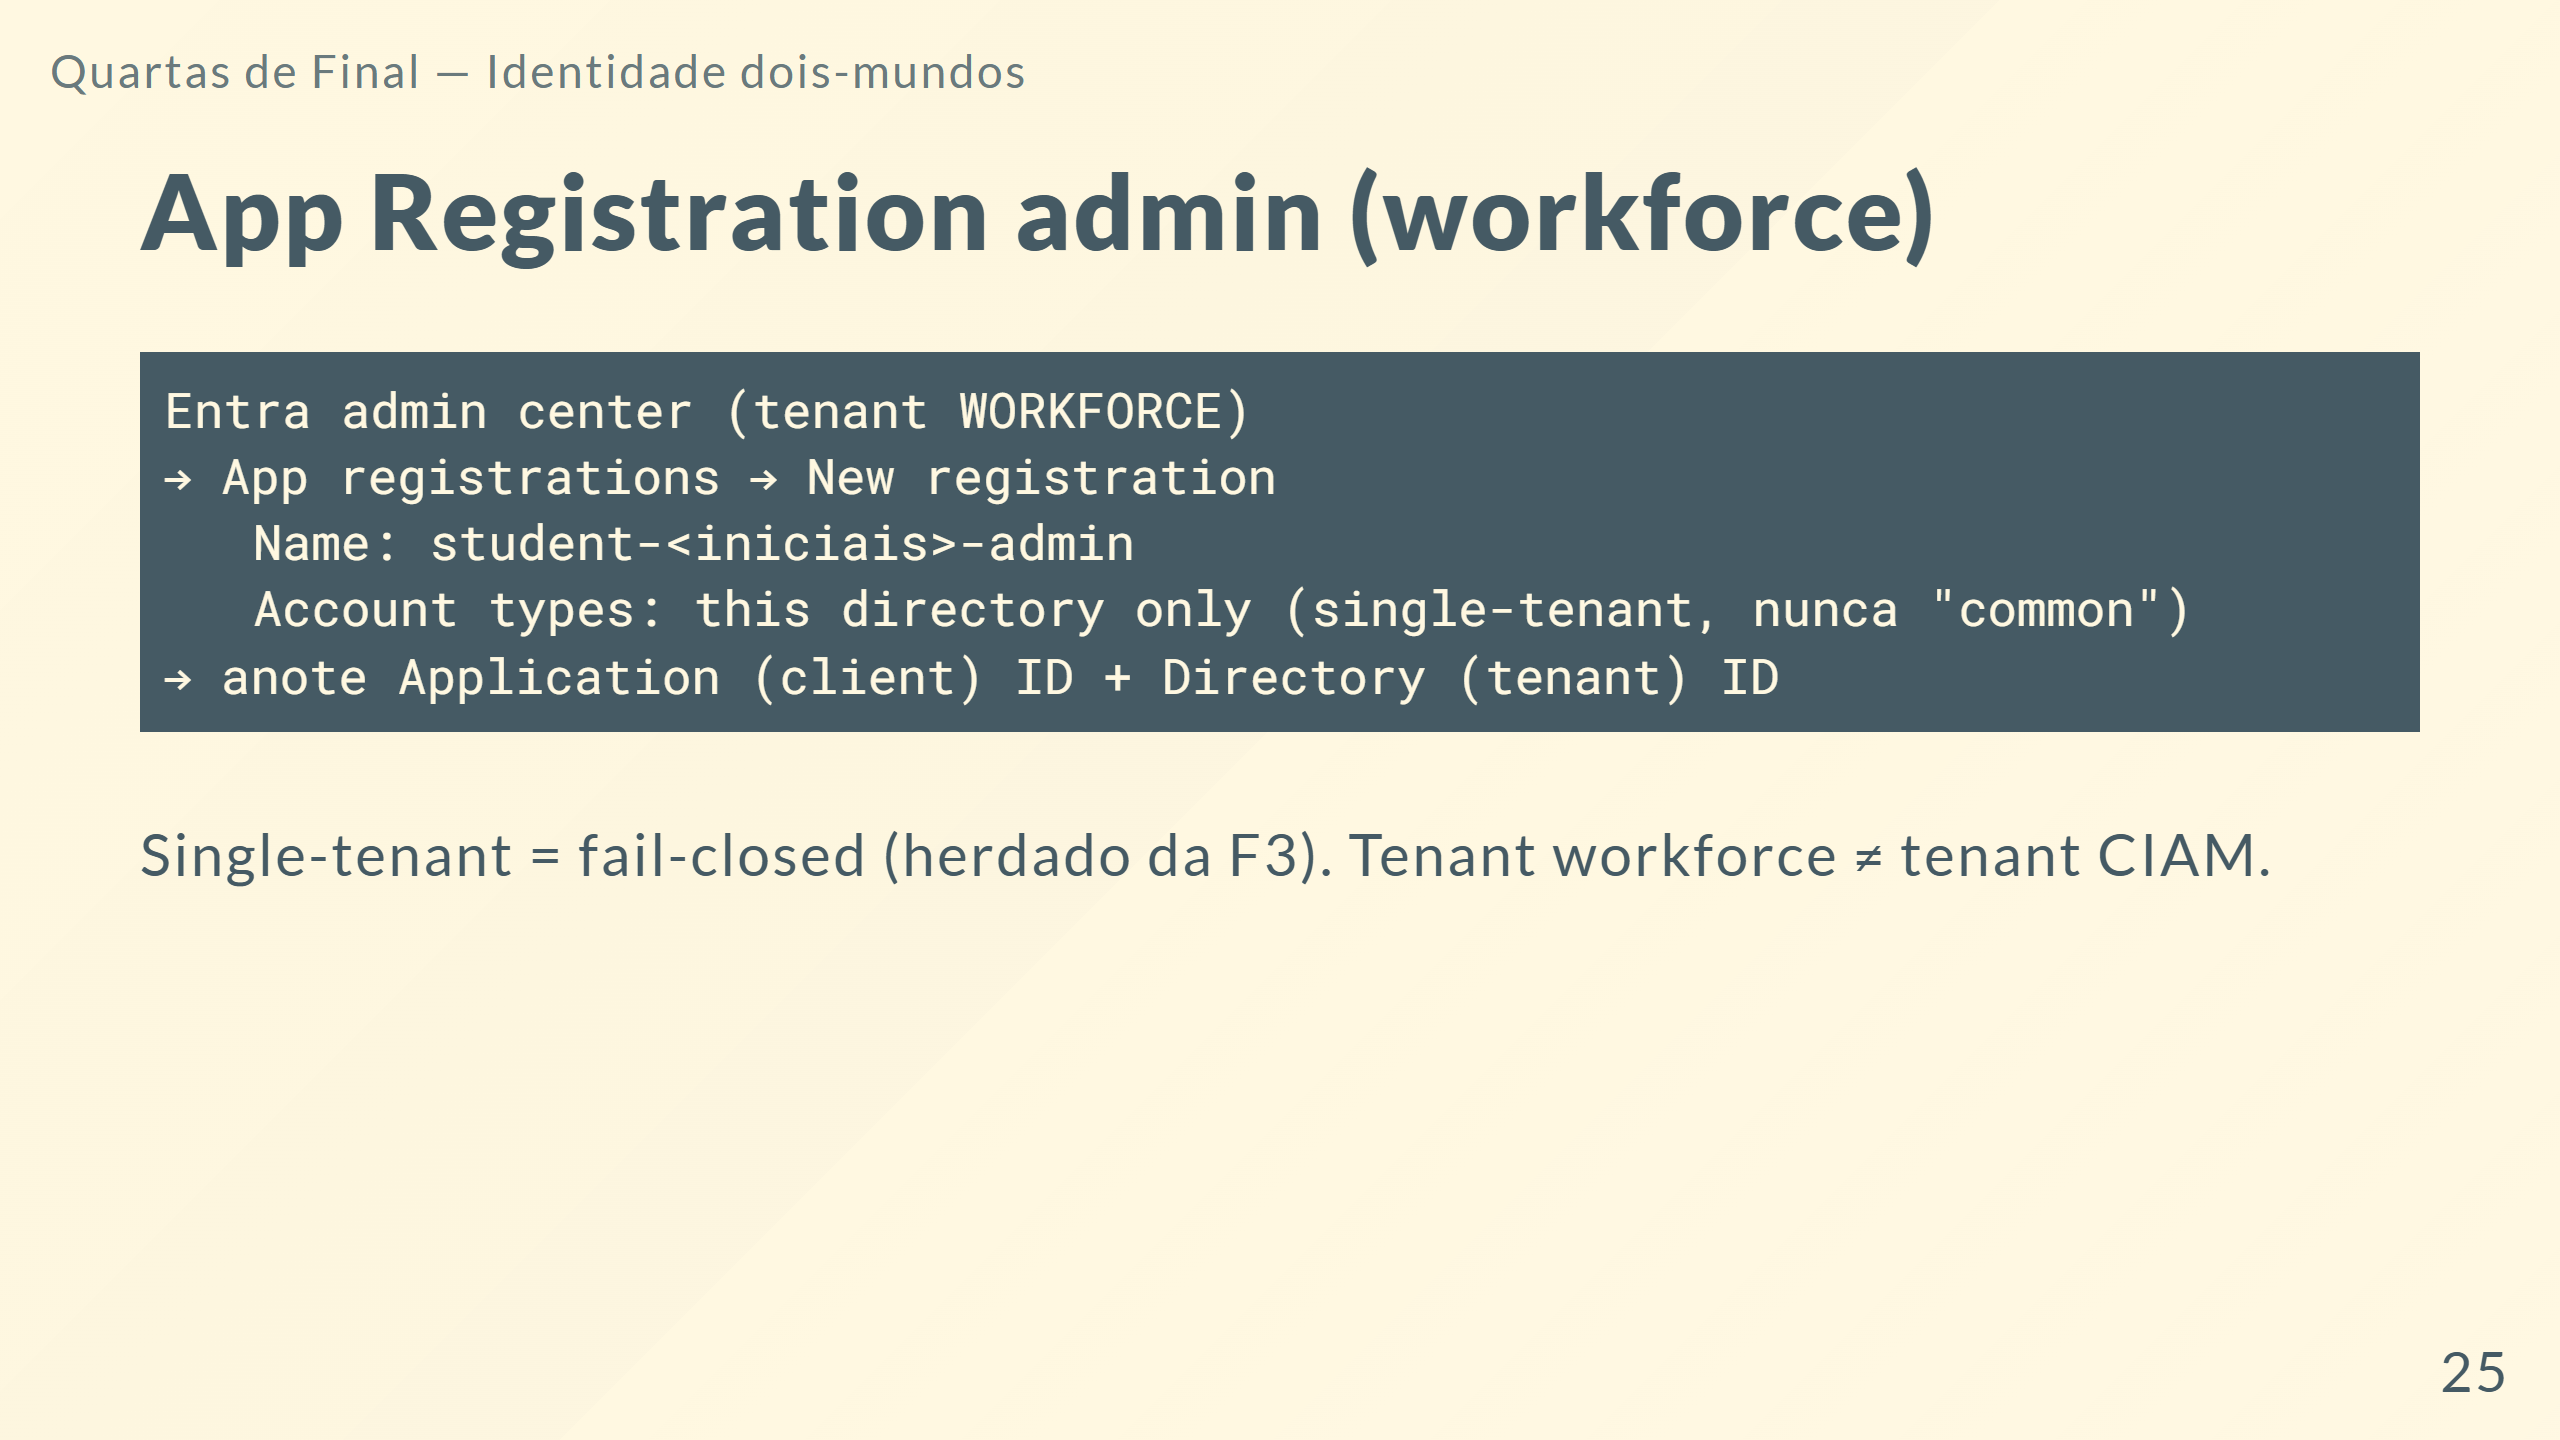 Quartas de Final — Identidade dois-mundos
App Registration admin (workforce)
Entra admin center (tenant WORKFORCE)
→ App registrations → New registration
Name: student-<iniciais>-admin
Account types: this directory only (single-tenant, nunca "common")
→ anote Application (client) ID + Directory (tenant) ID
Single-tenant = fail-closed (herdado da F3). Tenant workforce ≠ tenant CIAM.
25